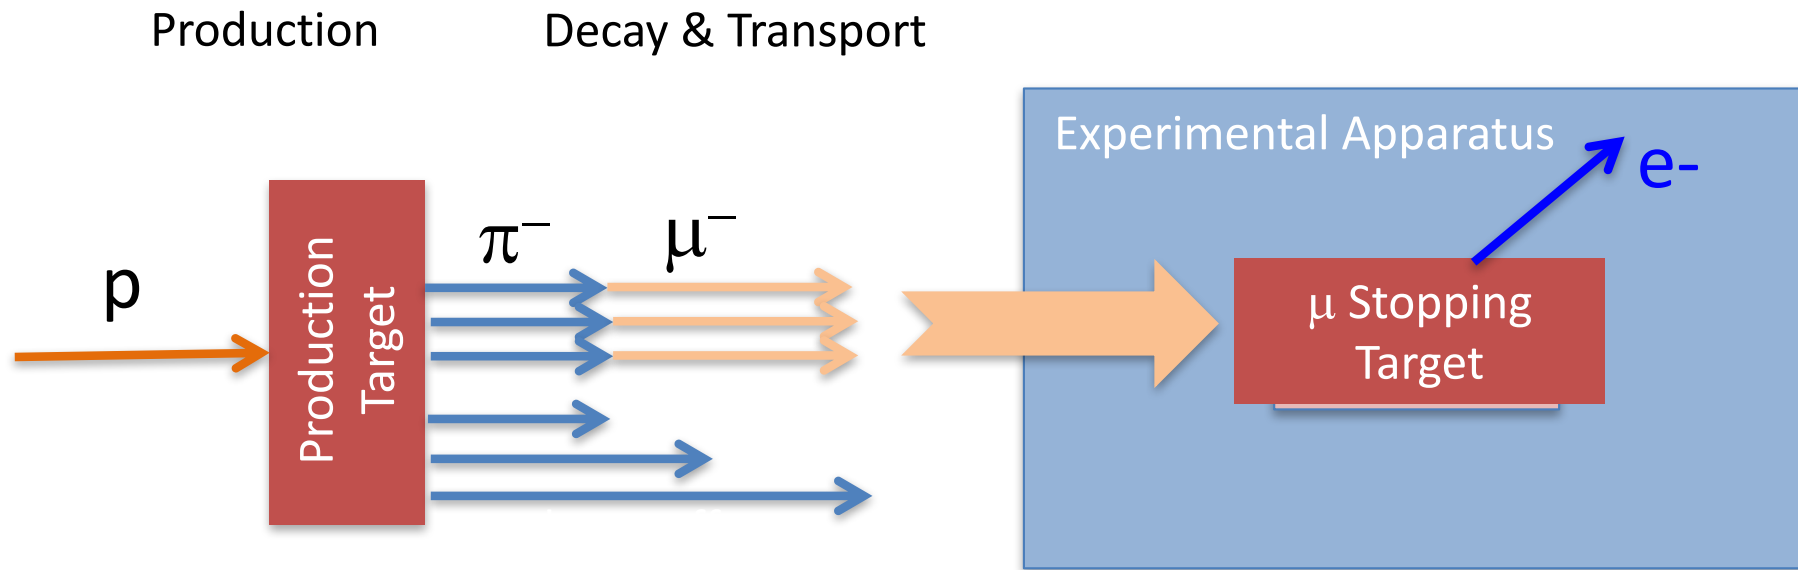 Production
Decay & Transport
Experimental Apparatus
e-
p
Production
Target
π−
μ−
μ Stopping
Target